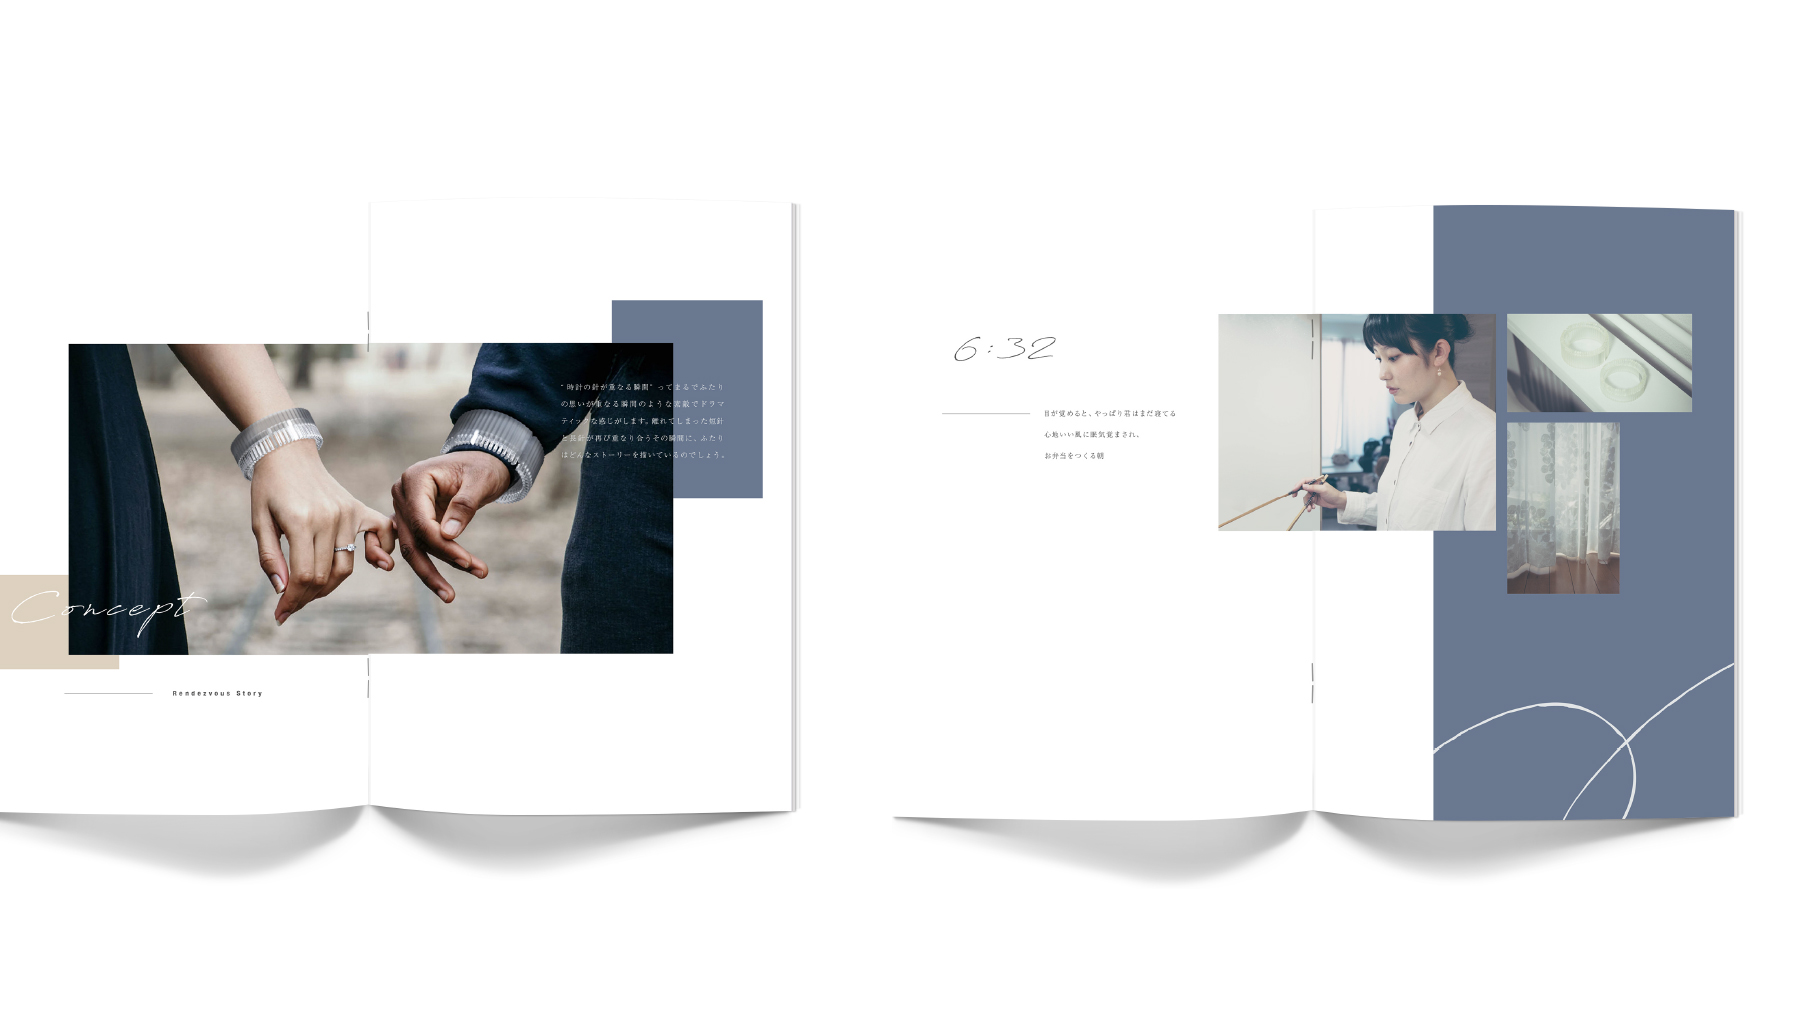 “時計の針が重なる瞬間” ってまるでふたり
の思いが重なる瞬間のような素敵でドラマ
ティックな感じがします。離れてしまった短針
と長針が再び重なり合うその瞬間に、ふたり
はどんなストーリーを描いているのでしょう。
Concept
Rendezvous Story
6:32
目が覚めると、やっぱり君はまだ寝てる
心地いい風に眠気覚まされ、
お弁当をつくる朝